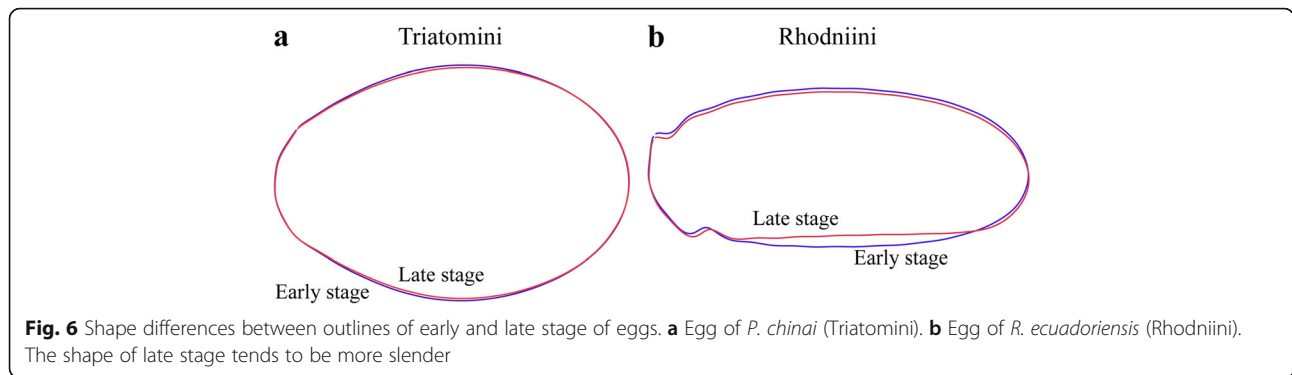 a Triatomini
b Rhodniini
Late stage
Early stage
Late stage
Early stage
Fig. 6 Shape differences between outlines of early and late stage of eggs. a Egg of P. chinai (Triatomini). b Egg of R. ecuadoriensis (Rhodniini).
The shape of late stage tends to be more slender